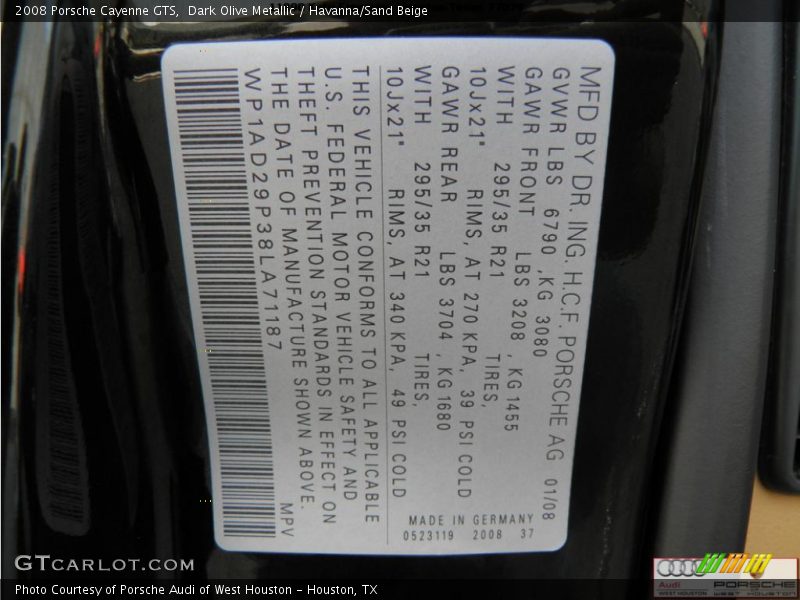 2008 Porsche Cayenne GTS,  Dark Olive Metallic / Havanna/Sand Beige
MFD BY DR. ING. H.C.F. PORSCHE AG 01/08
GVWR LBS 6790 ,KG 3080
GAWR FRONT LBS 3208 , KG 1455
WITH 295/35 R21 TIRES,
10Jx21" RIMS, AT 270 KPA, 39 PSI COLD
GAWR REAR LBS 3704 , KG 1680
WITH 295/35 R21 TIRES,
10Jx21" RIMS, AT 340 KPA, 49 PSI COLD
MADE IN GERMANY
0523119 2008 37
THIS VEHICLE CONFORMS TO ALL APPLICABLE
U.S. FEDERAL MOTOR VEHICLE SAFETY AND
THEFT PREVENTION STANDARDS IN EFFECT ON
THE DATE OF MANUFACTURE SHOWN ABOVE.
WP1AD29P38LA71187 MPV
GTCARLOT.COM
Photo Courtesy of Porsche Audi of West Houston - Houston, TX
Audi PORSCHE
WEST HOUSTON WEST HOUSTON